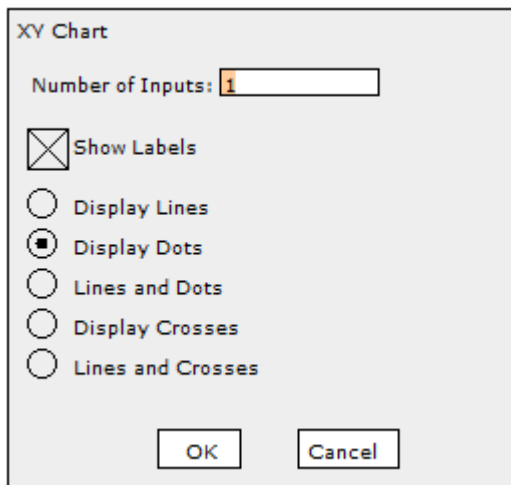 XY Chart
Number of Inputs: 1
Show Labels
Display Lines
Display Dots
Lines and Dots
Display Crosses
Lines and Crosses
OK Cancel